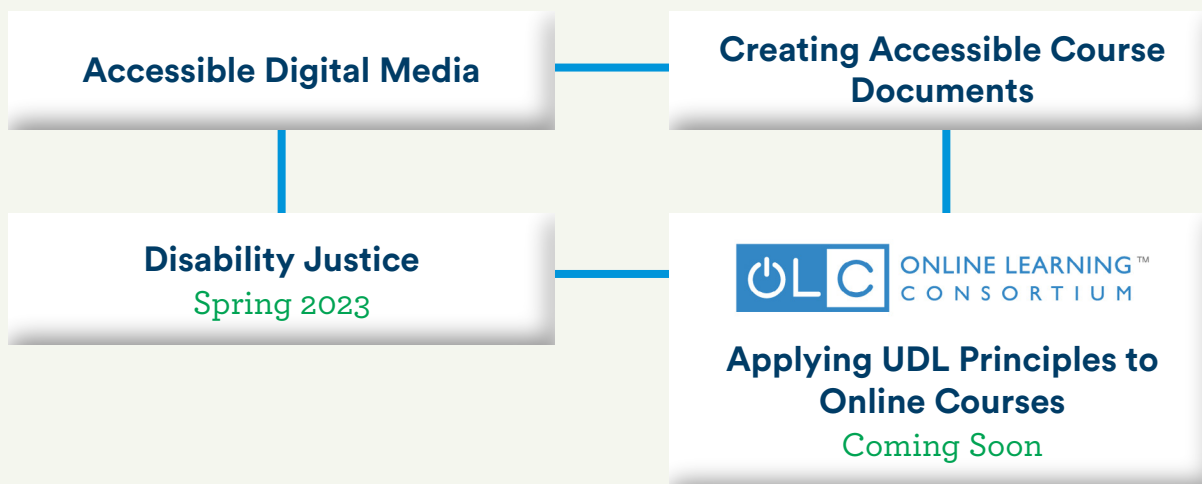 Accessible Digital Media
Creating Accessible Course
Documents
Disability Justice
Spring 2023
OLC ONLINE LEARNING™
CONSORTIUM
Applying UDL Principles to
Online Courses
Coming Soon